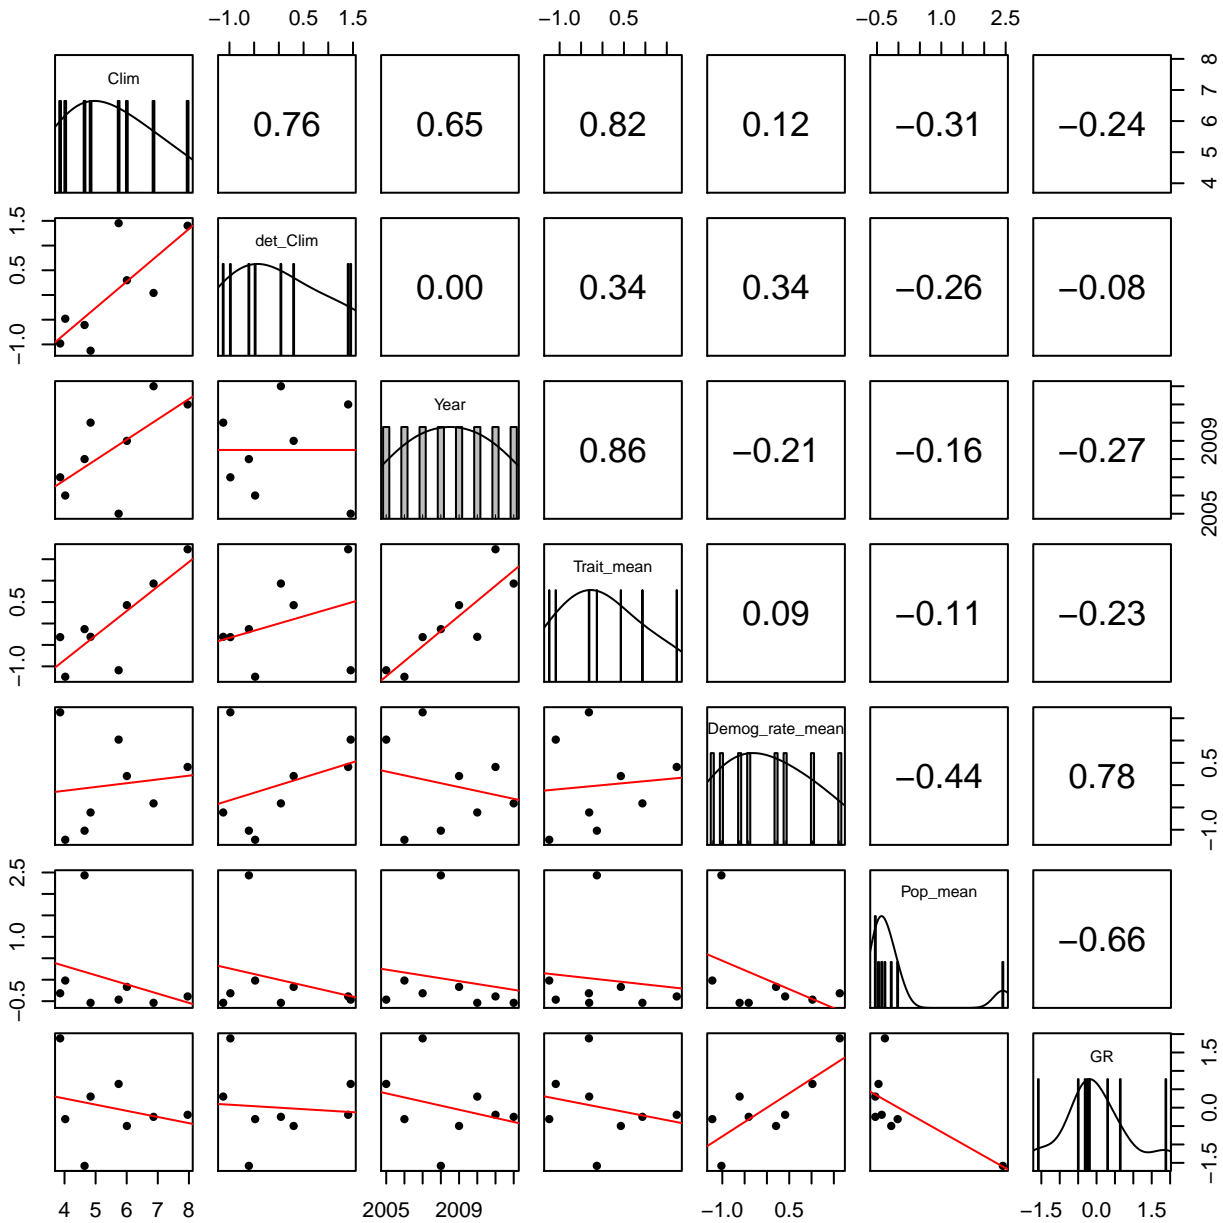 −1.0 0.5 1.5 −1.0 0.5 −0.5 1.0 2.5
Clim 0.76 0.65 0.82 0.12 −0.31 −0.24 4 5 6 7 8
−1.0 0.5 1.5 det_Clim 0.00 0.34 0.34 −0.26 −0.08
Year 0.86 −0.21 −0.16 −0.27 2005 2009
−1.0 0.5 Trait_mean 0.09 −0.11 −0.23
Demog_rate_mean −0.44 0.78 −1.0 0.5
−0.5 1.0 2.5 Pop_mean −0.66
GR −1.5 0.0 1.5
4 5 6 7 8 2005 2009 −1.0 0.5 −1.5 0.0 1.5